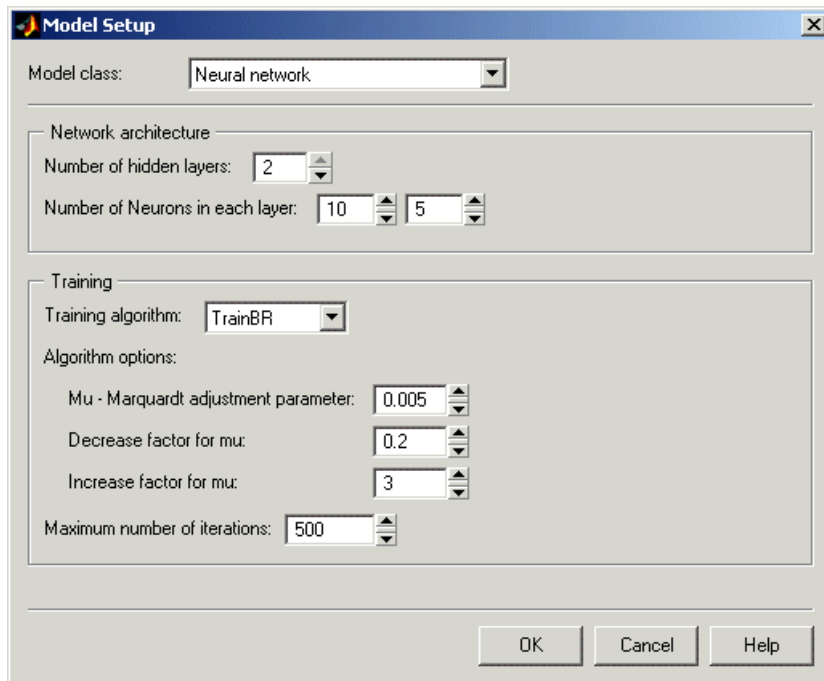 Model Setup
Model class: Neural network
Network architecture
Number of hidden layers: 2
Number of Neurons in each layer: 10 5
Training
Training algorithm: TrainBR
Algorithm options:
Mu - Marquardt adjustment parameter: 0.005
Decrease factor for mu: 0.2
Increase factor for mu: 3
Maximum number of iterations: 500
OK Cancel Help